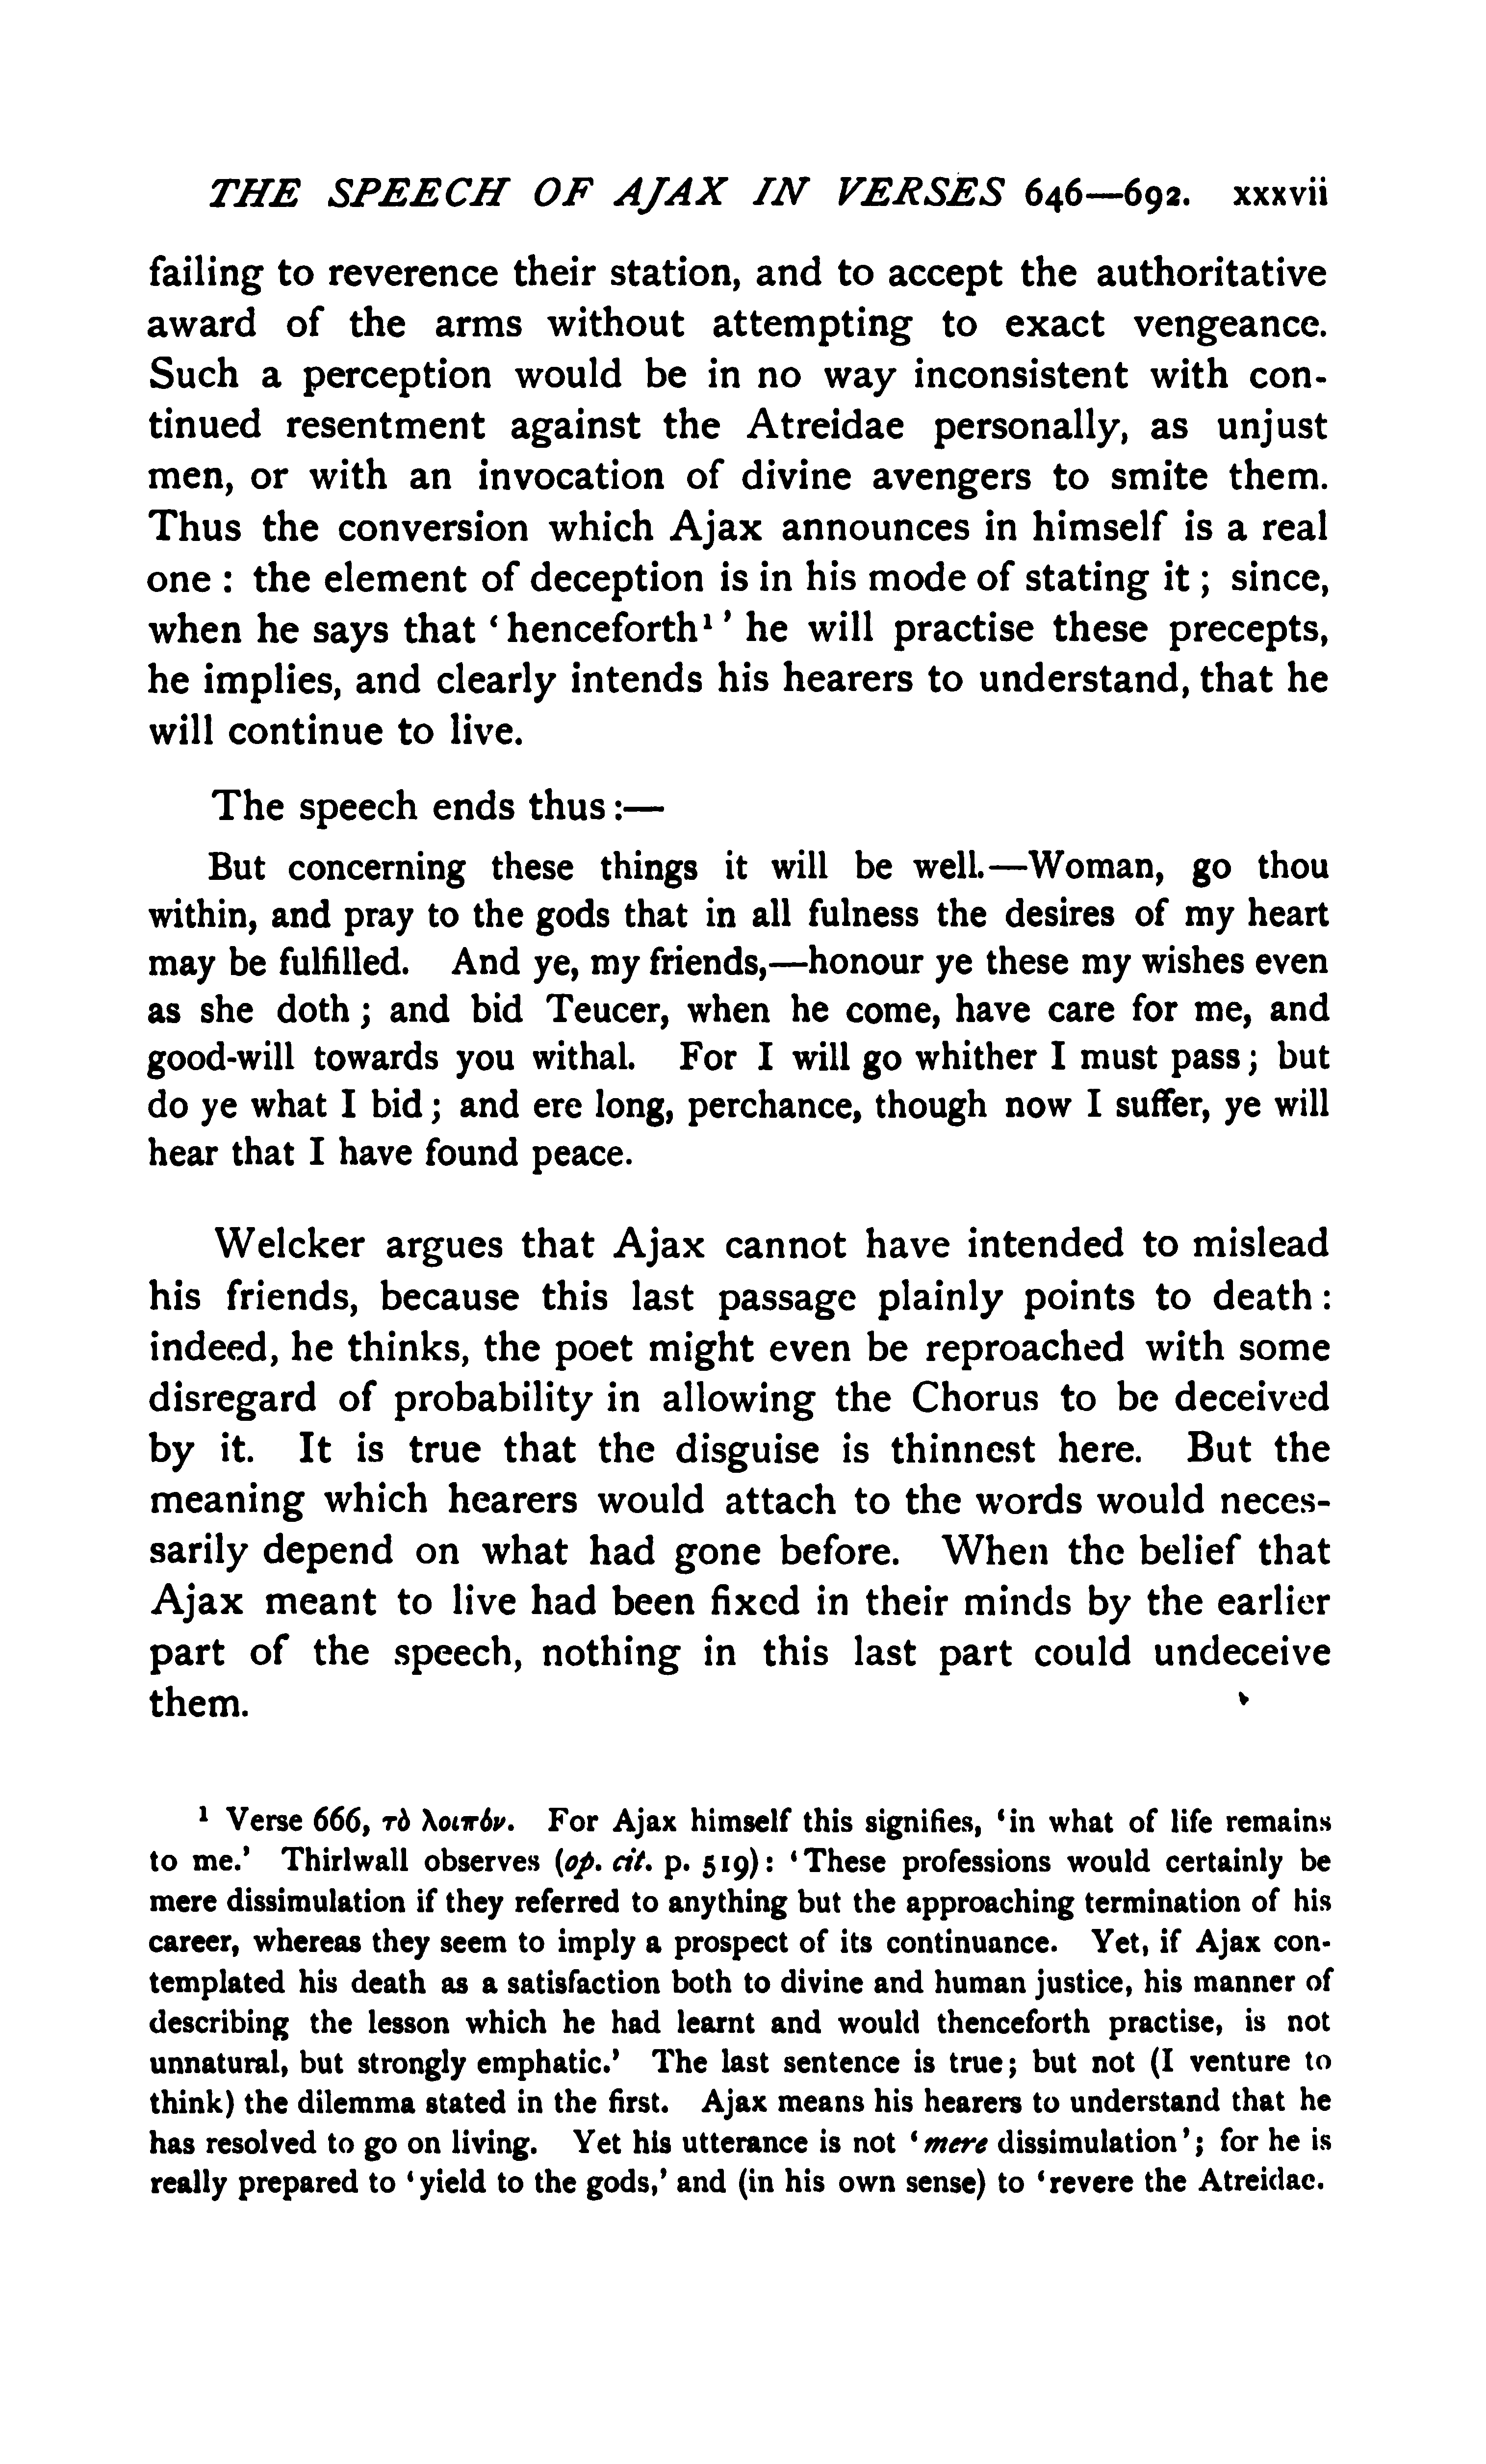 THE SPEECH OF AJAX IN VERSES 646—692. xxxvii
failing to reverence their station, and to accept the authoritative
award of the arms without attempting to exact vengeance.
Such a perception would be in no way inconsistent with con-
tinued resentment against the Atreidae personally, as unjust
men, or with an invocation of divine avengers to smite them.
Thus the conversion which Ajax announces in himself is a real
one : the element of deception is in his mode of stating it ; since,
when he says that ‘henceforth¹’ he will practise these precepts,
he implies, and clearly intends his hearers to understand, that he
will continue to live.
The speech ends thus :—
But concerning these things it will be well.—Woman, go thou
within, and pray to the gods that in all fulness the desires of my heart
may be fulfilled. And ye, my friends,—honour ye these my wishes even
as she doth ; and bid Teucer, when he come, have care for me, and
good-will towards you withal. For I will go whither I must pass ; but
do ye what I bid ; and ere long, perchance, though now I suffer, ye will
hear that I have found peace.
Welcker argues that Ajax cannot have intended to mislead
his friends, because this last passage plainly points to death :
indeed, he thinks, the poet might even be reproached with some
disregard of probability in allowing the Chorus to be deceived
by it. It is true that the disguise is thinnest here. But the
meaning which hearers would attach to the words would neces-
sarily depend on what had gone before. When the belief that
Ajax meant to live had been fixed in their minds by the earlier
part of the speech, nothing in this last part could undeceive
them.
¹ Verse 666, τὸ λοιπόν. For Ajax himself this signifies, ‘in what of life remains
to me.’ Thirlwall observes (op. cit. p. 519): ‘These professions would certainly be
mere dissimulation if they referred to anything but the approaching termination of his
career, whereas they seem to imply a prospect of its continuance. Yet, if Ajax con-
templated his death as a satisfaction both to divine and human justice, his manner of
describing the lesson which he had learnt and would thenceforth practise, is not
unnatural, but strongly emphatic.’ The last sentence is true; but not (I venture to
think) the dilemma stated in the first. Ajax means his hearers to understand that he
has resolved to go on living. Yet his utterance is not ‘mere dissimulation’; for he is
really prepared to ‘yield to the gods,’ and (in his own sense) to ‘revere the Atreidae.